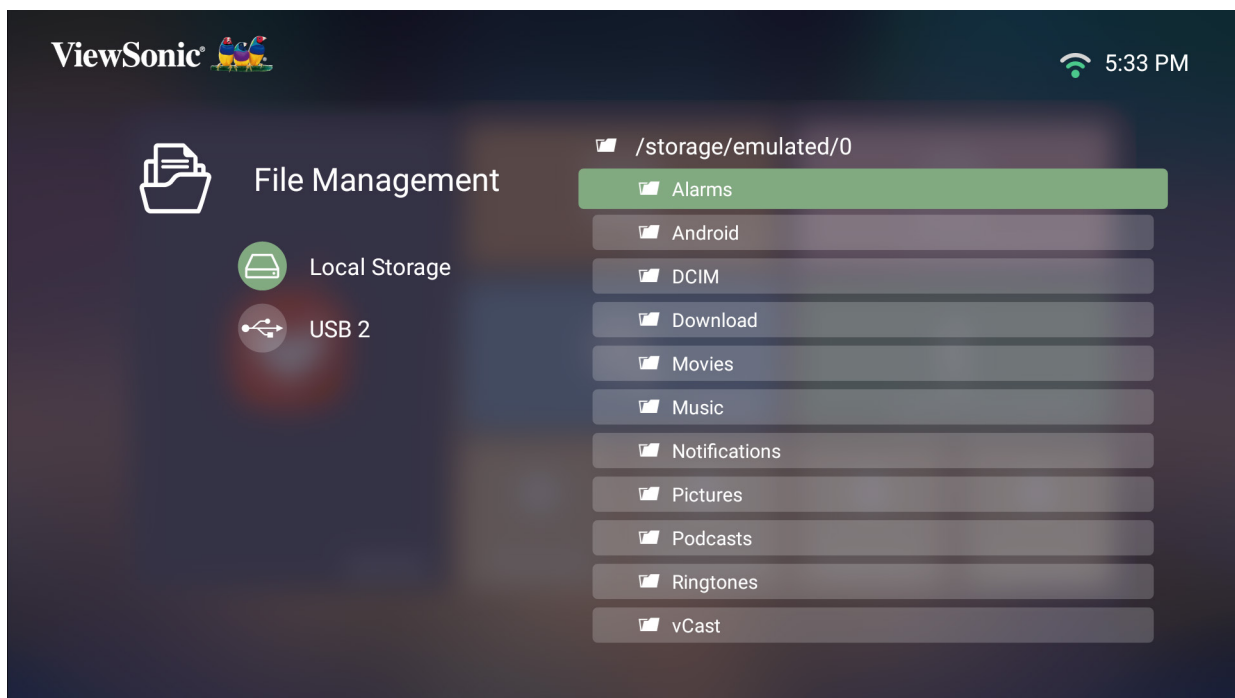 ViewSonic®
5:33 PM
File Management
Local Storage
USB 2
/storage/emulated/0
Alarms
Android
DCIM
Download
Movies
Music
Notifications
Pictures
Podcasts
Ringtones
vCast